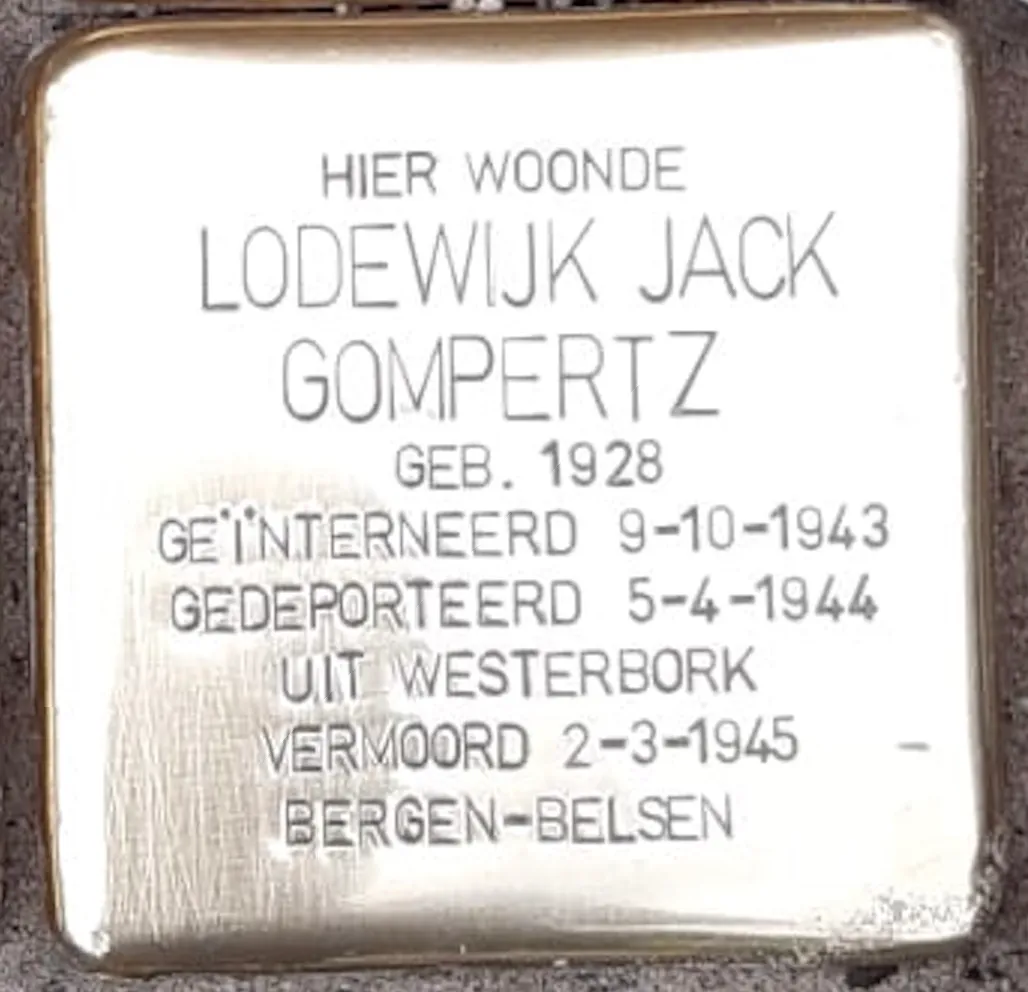 HIER WOONDE
LODEWIJK JACK
GOMPERTZ
GEB. 1928
GEÏNTERNEERD 9-10-1943
GEDEPORTEERD 5-4-1944
UIT WESTERBORK
VERMOORD 2-3-1945
BERGEN-BELSEN